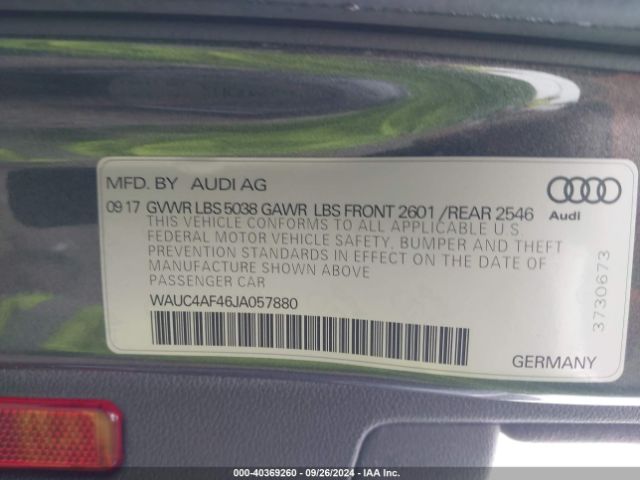 MFD. BY AUDI AG
09 17 GVWR LBS 5038 GAWR LBS FRONT 2601 /REAR 2546
THIS VEHICLE CONFORMS TO ALL APPLICABLE U.S.
FEDERAL MOTOR VEHICLE SAFETY, BUMPER AND THEFT
PREVENTION STANDARDS IN EFFECT ON THE DATE OF
MANUFACTURE SHOWN ABOVE
PASSENGER CAR
WAUC4AF46JA057880
Audi
3730673
GERMANY
000-40369260 - 09/26/2024 - IAA Inc.